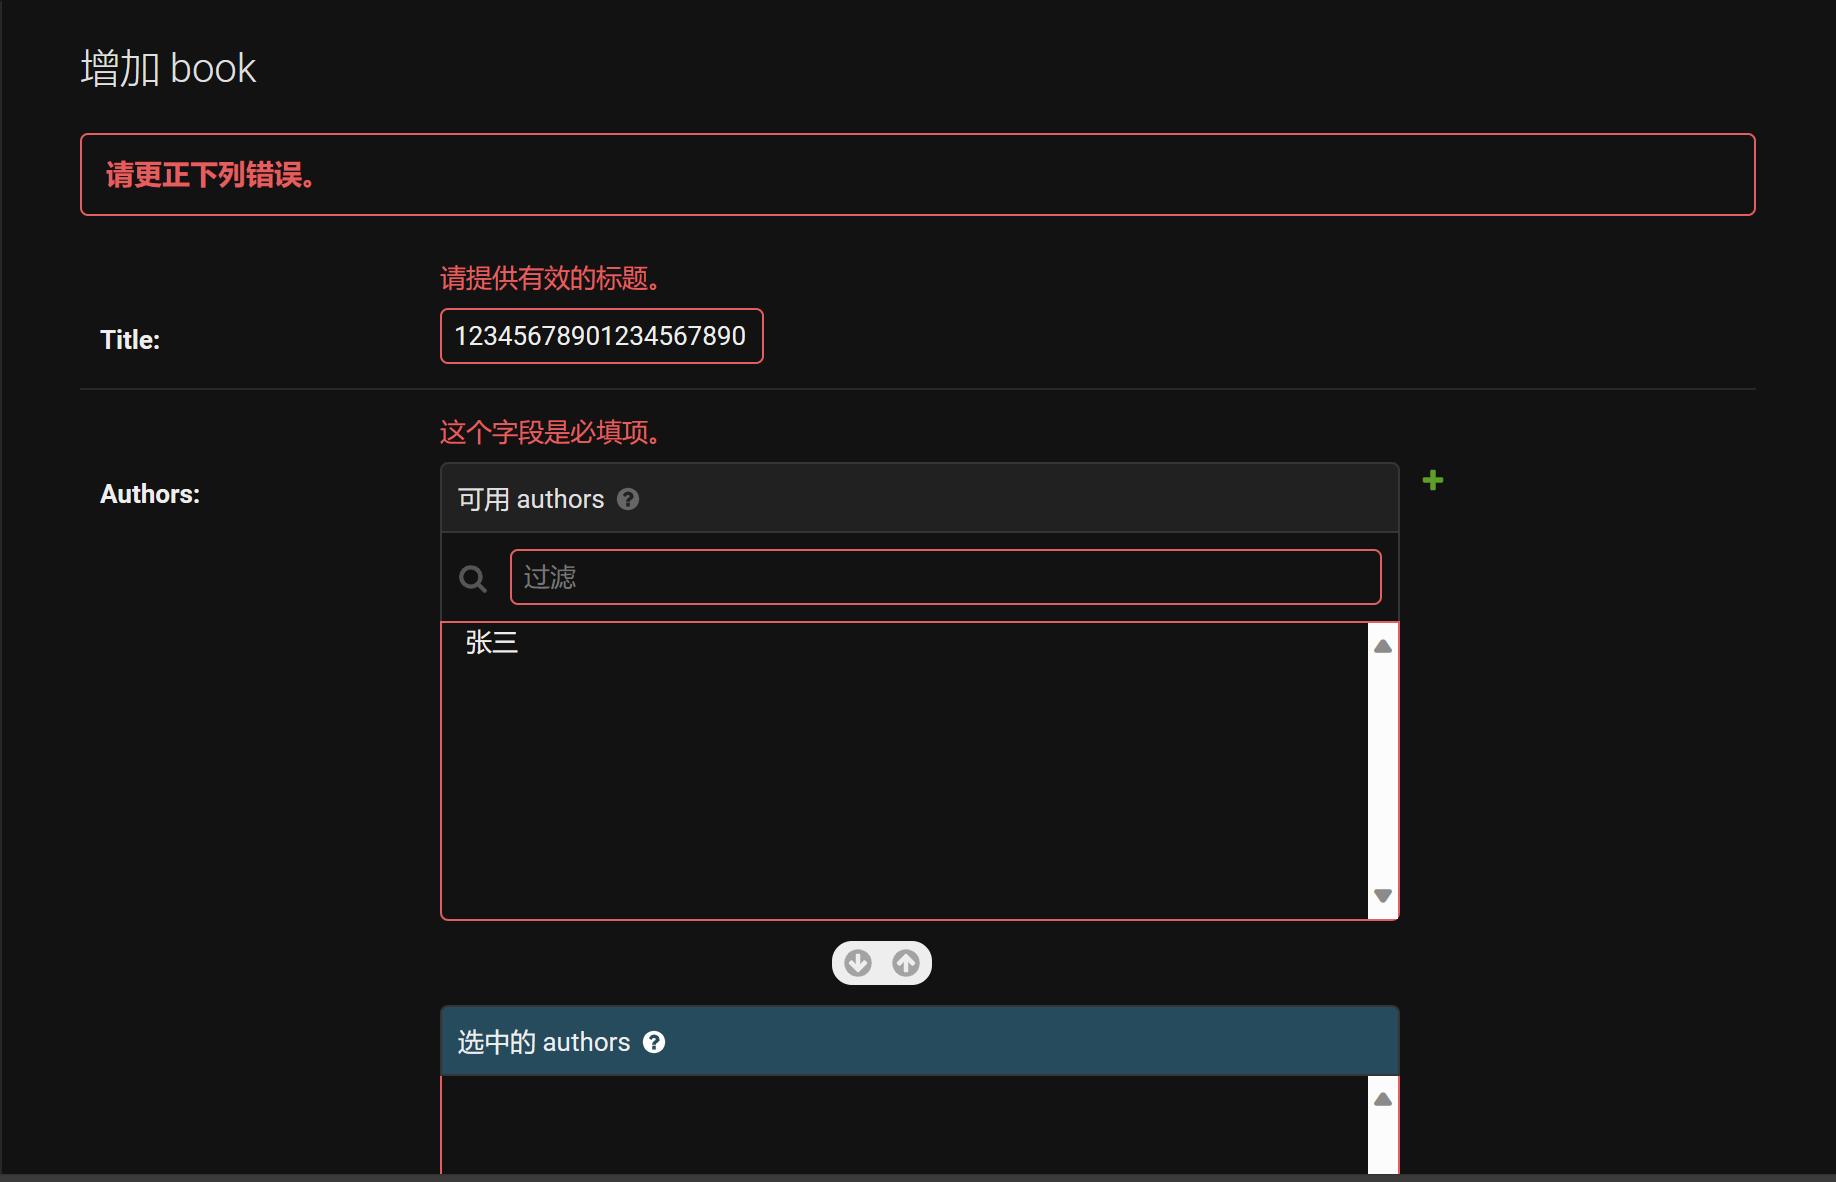 增加 book
请更正下列错误。
请提供有效的标题。
Title:
12345678901234567890
这个字段是必填项。
Authors:
可用 authors
过滤
张三
选中的 authors